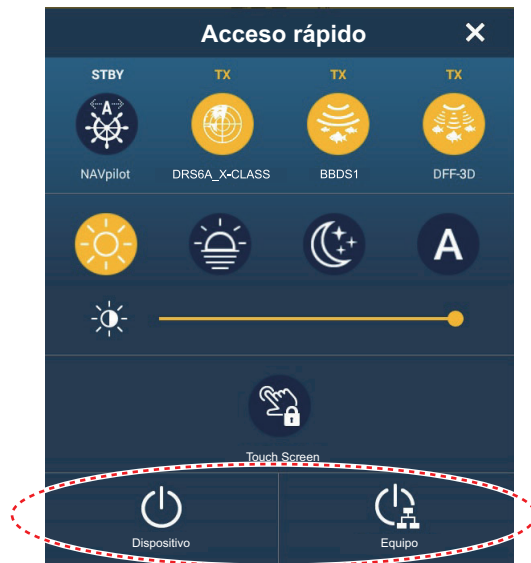 Acceso rápido
STBY TX TX TX
A
NAVpilot DRS6A_X-CLASS BBDS1 DFF-3D
A
Touch Screen
Dispositivo Equipo